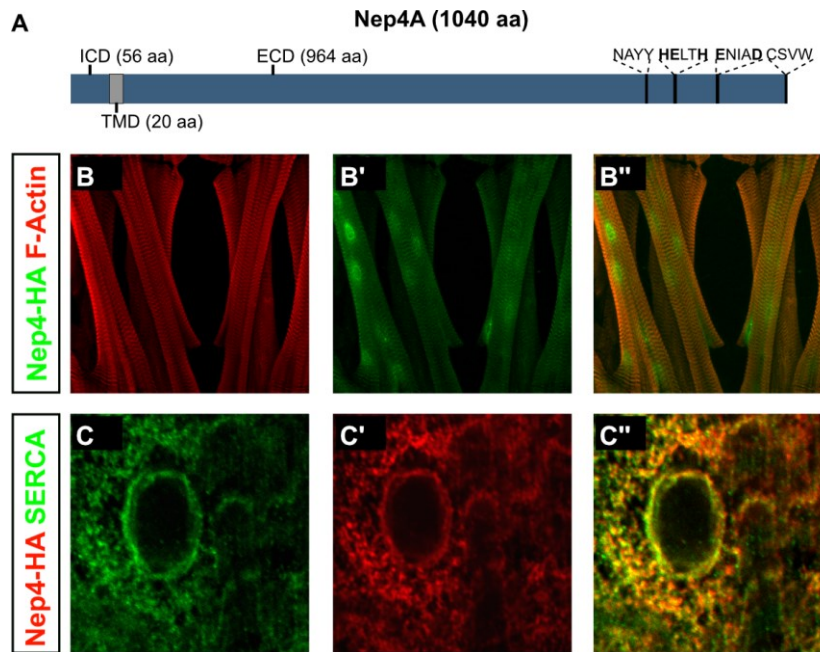 A
Nep4A (1040 aa)
ICD (56 aa)
ECD (964 aa)
NAYY HELTH ENIAD CSVW
TMD (20 aa)
Nep4-HA F-Actin
B
B'
B''
Nep4-HA SERCA
C
C'
C''